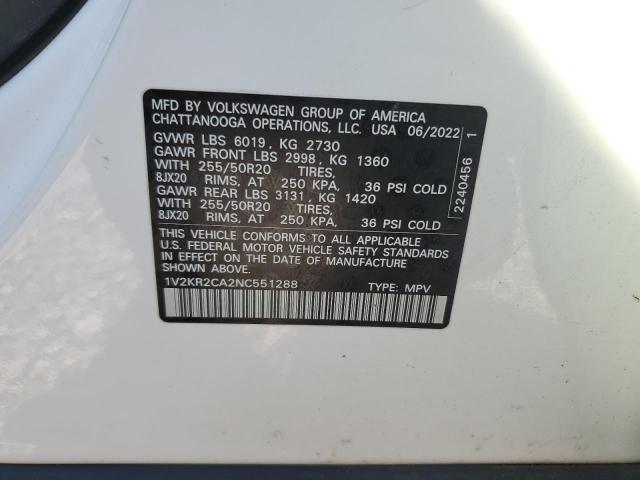 MFD BY VOLKSWAGEN GROUP OF AMERICA
CHATTANOOGA OPERATIONS, LLC. USA 06/2022
GVWR LBS 6019, KG 2730
GAWR FRONT LBS 2998, KG 1360
WITH 255/50R20 TIRES,
8JX20 RIMS, AT 250 KPA, 36 PSI COLD
GAWR REAR LBS 3131, KG 1420
WITH 255/50R20 TIRES,
8JX20 RIMS, AT 250 KPA, 36 PSI COLD
THIS VEHICLE CONFORMS TO ALL APPLICABLE
U.S. FEDERAL MOTOR VEHICLE SAFETY STANDARDS
IN EFFECT ON THE DATE OF MANUFACTURE
SHOWN ABOVE.
1V2KR2CA2NC551288 TYPE: MPV
2240456 1